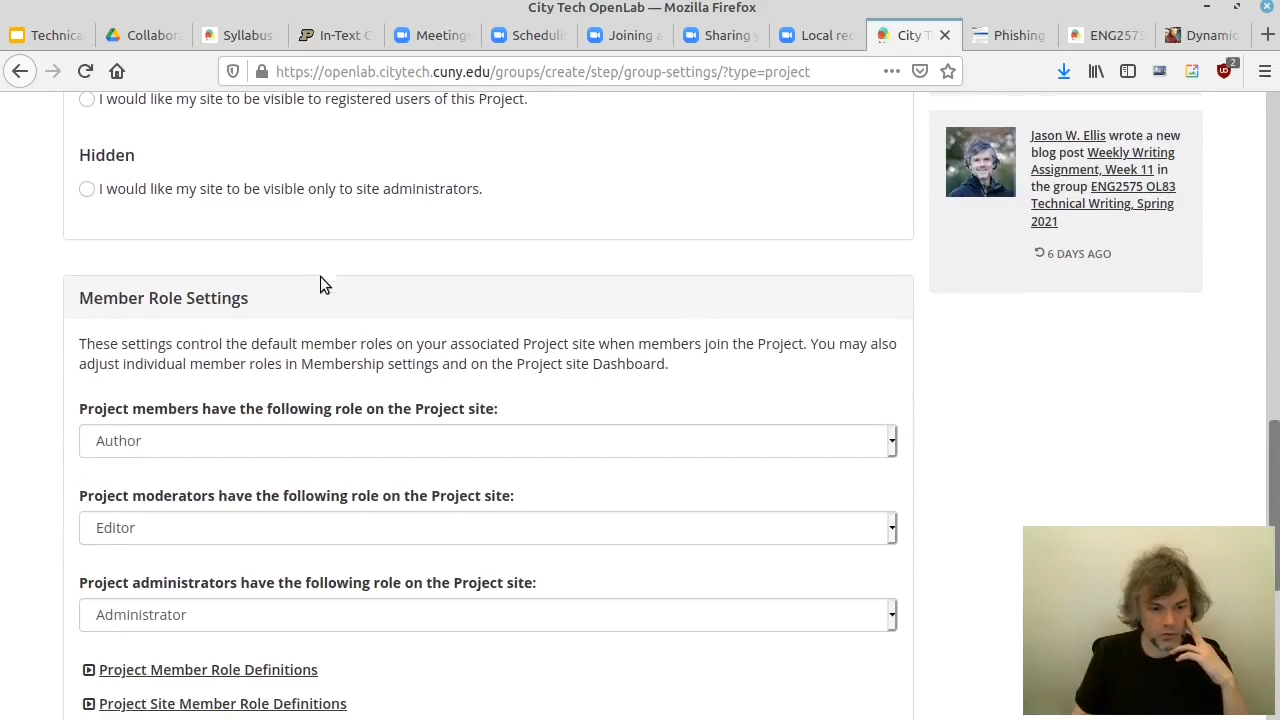 City Tech OpenLab — Mozilla Firefox
Technical
Collabora
Syllabus
In-Text C
Meetings
Scheduli
Joining a
Sharing y
Local rec
City Te
Phishing
ENG2575
Dynamic
https://openlab.citytech.cuny.edu/groups/create/step/group-settings/?type=project
2
I would like my site to be visible to registered users of this Project.
Hidden
I would like my site to be visible only to site administrators.
Member Role Settings
These settings control the default member roles on your associated Project site when members join the Project. You may also
adjust individual member roles in Membership settings and on the Project site Dashboard.
Project members have the following role on the Project site:
Author
Project moderators have the following role on the Project site:
Editor
Project administrators have the following role on the Project site:
Administrator
Project Member Role Definitions
Project Site Member Role Definitions
Jason W. Ellis wrote a new
blog post Weekly Writing
Assignment, Week 11 in
the group ENG2575 OL83
Technical Writing, Spring
2021
6 DAYS AGO